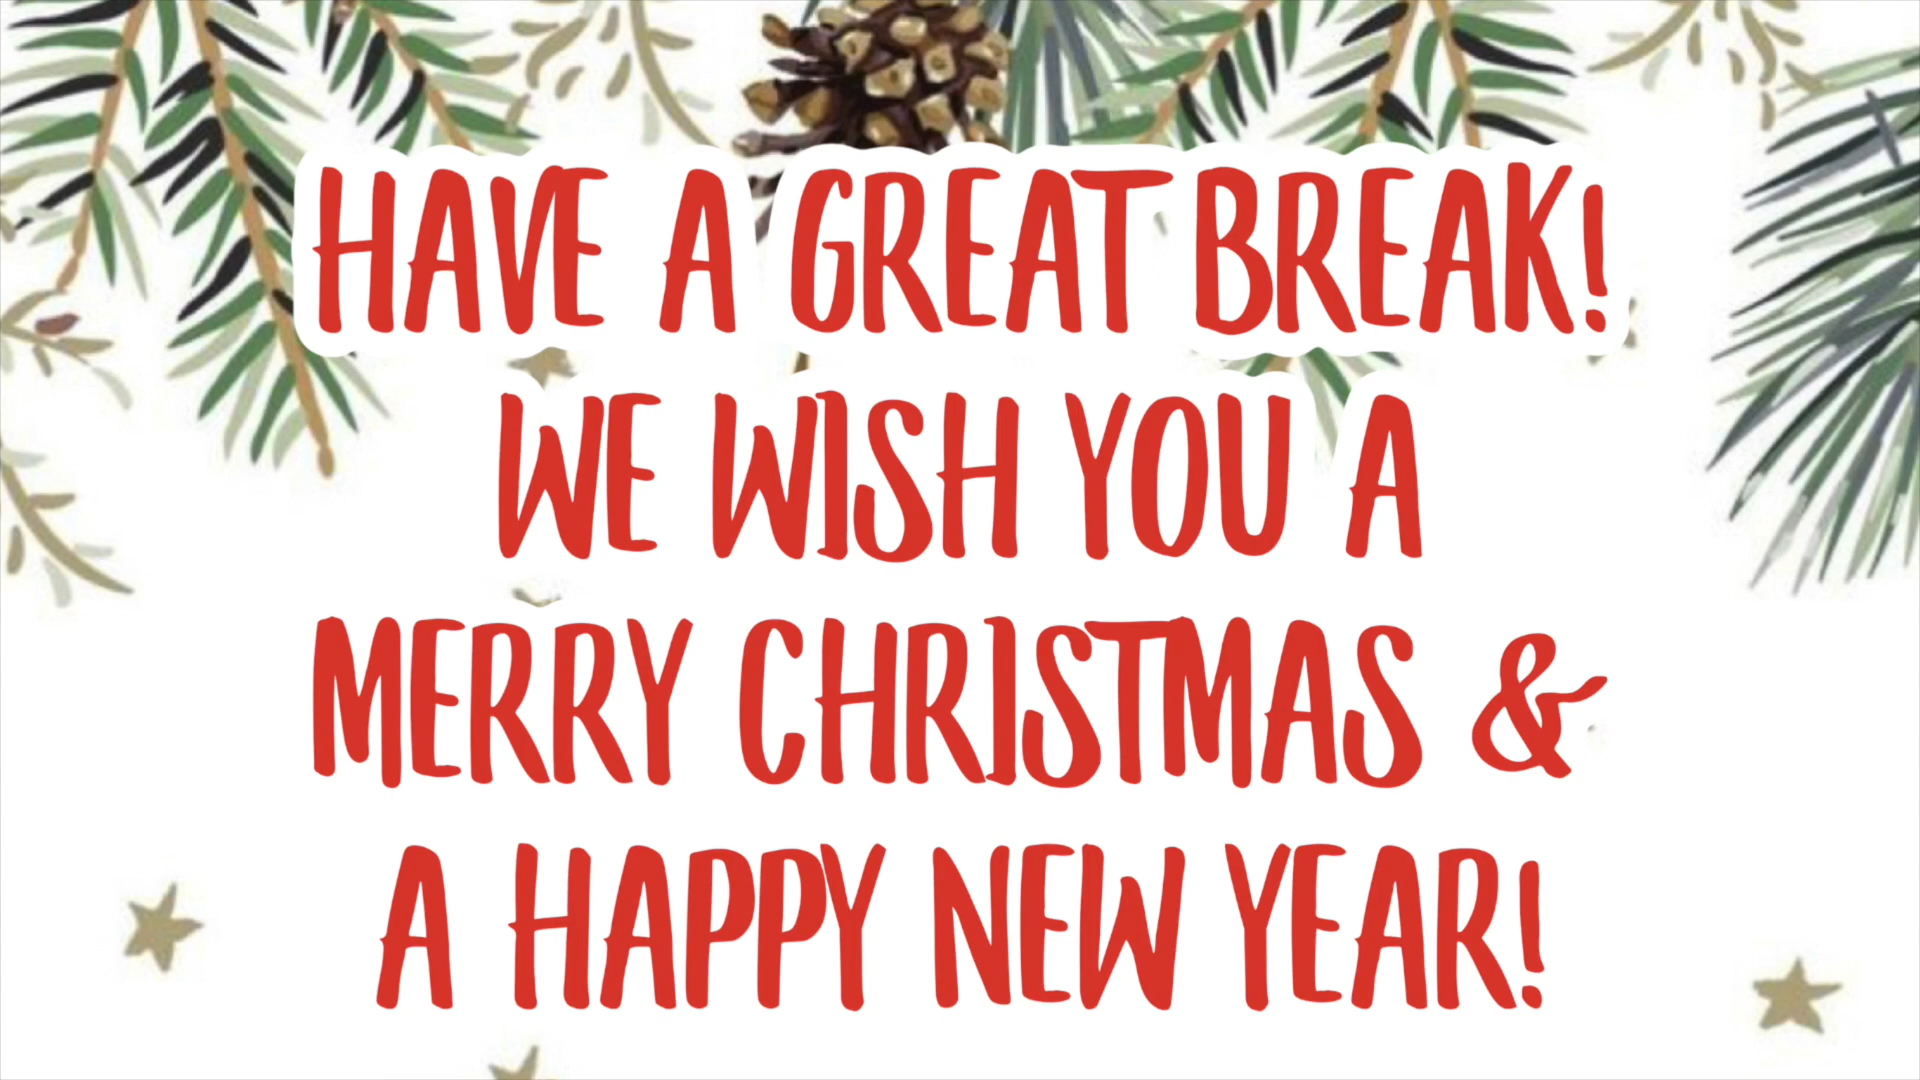 HAVE A GREAT BREAK!
WE WISH YOU A
MERRY CHRISTMAS &
A HAPPY NEW YEAR!